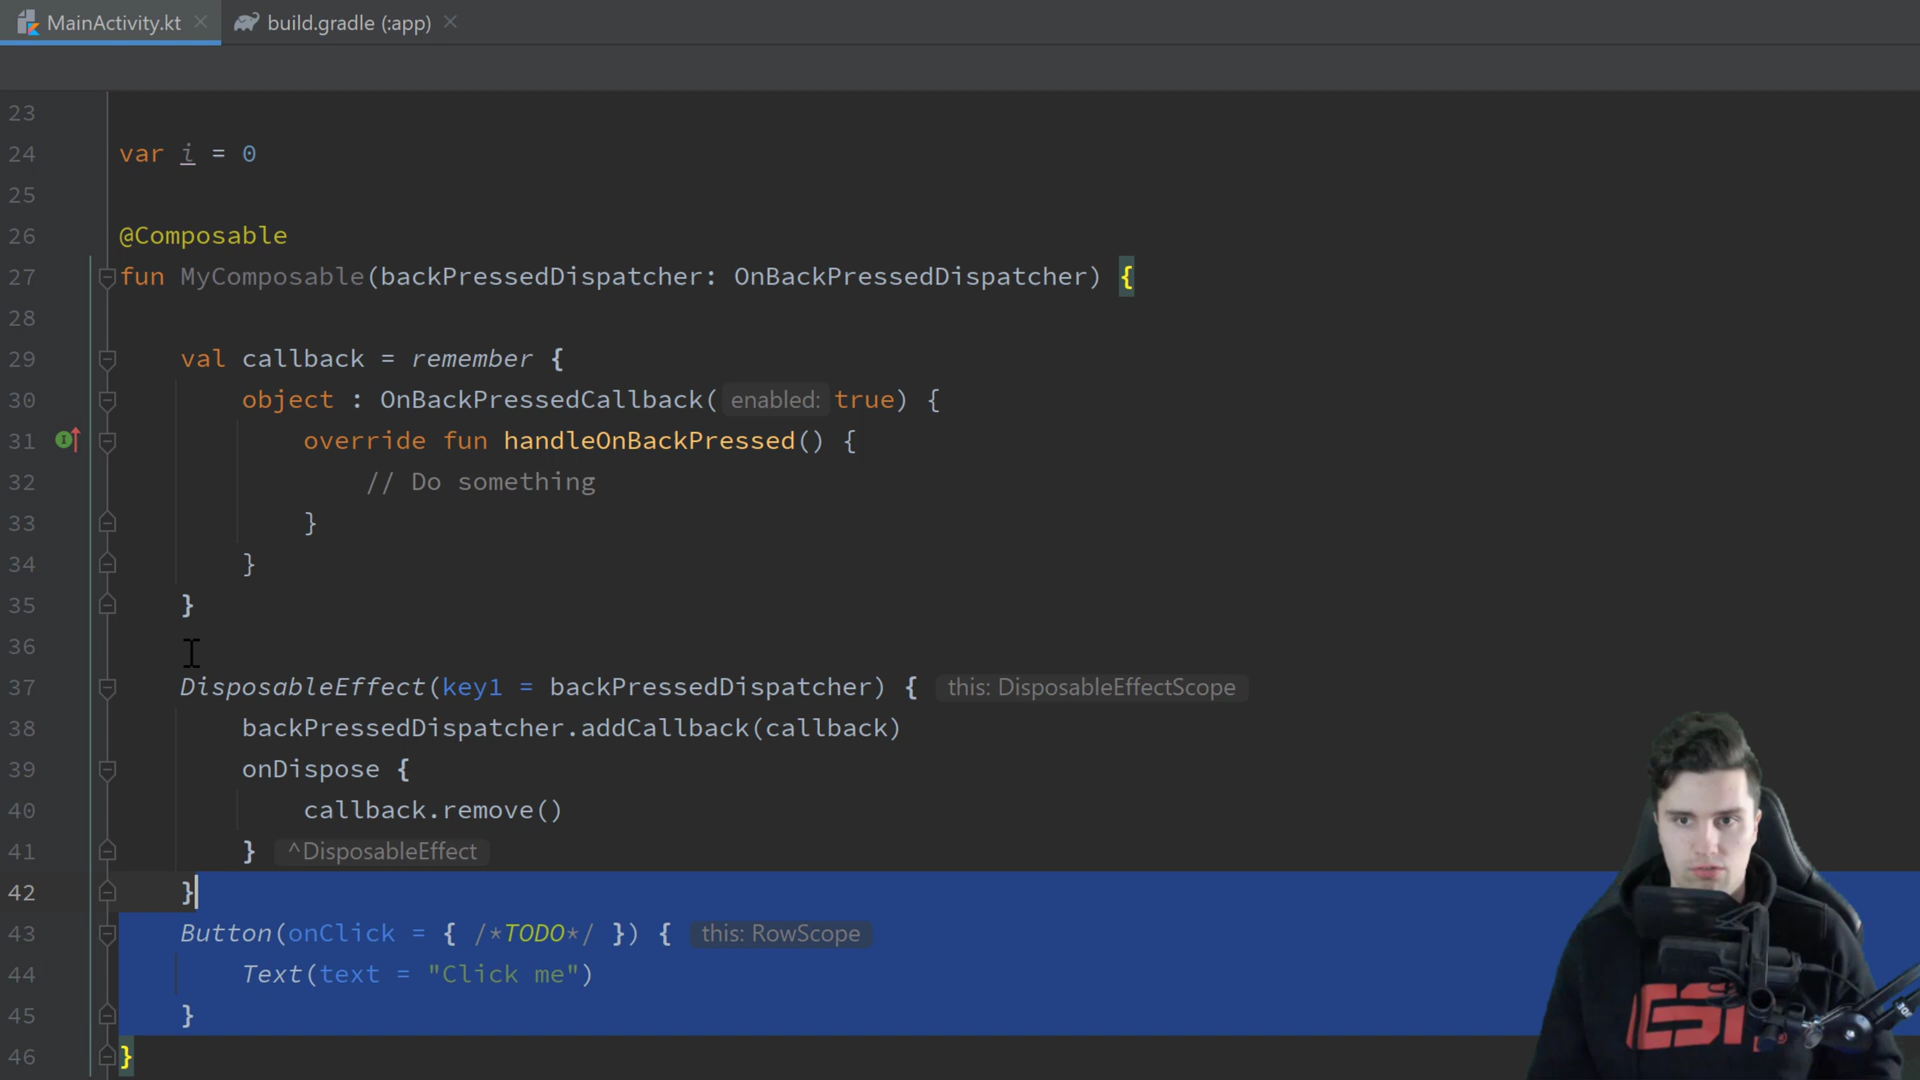 MainActivity.kt build.gradle (:app)
23
24 var i = 0
25
26 @Composable
27 fun MyComposable(backPressedDispatcher: OnBackPressedDispatcher) {
28
29 val callback = remember {
30 object : OnBackPressedCallback( enabled: true) {
31 override fun handleOnBackPressed() {
32 // Do something
33 }
34 }
35 }
36
37 DisposableEffect(key1 = backPressedDispatcher) { this: DisposableEffectScope
38 backPressedDispatcher.addCallback(callback)
39 onDispose {
40 callback.remove()
41 } ^DisposableEffect
42 }
43 Button(onClick = { /*TODO*/ }) { this: RowScope
44 Text(text = "Click me")
45 }
46 }